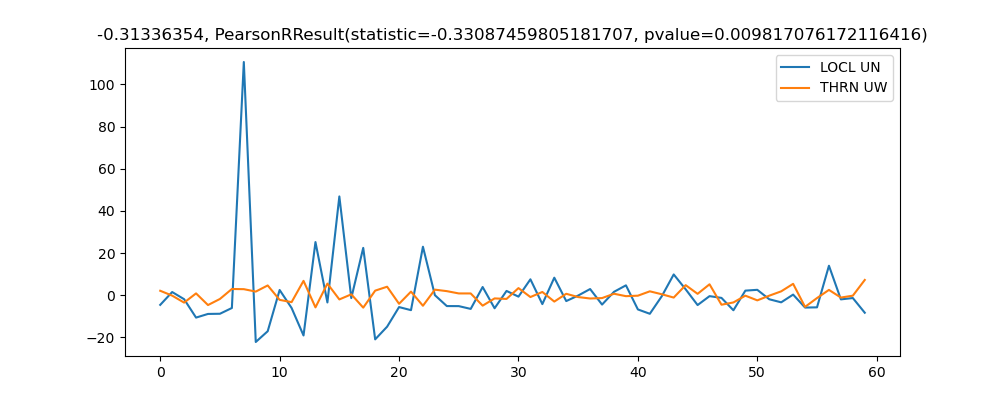 -0.31336354, PearsonRResult(statistic=-0.33087459805181707, pvalue=0.009817076172116416)
LOCL UN
THRN UW
100
80
60
40
20
0
−20
0 10 20 30 40 50 60